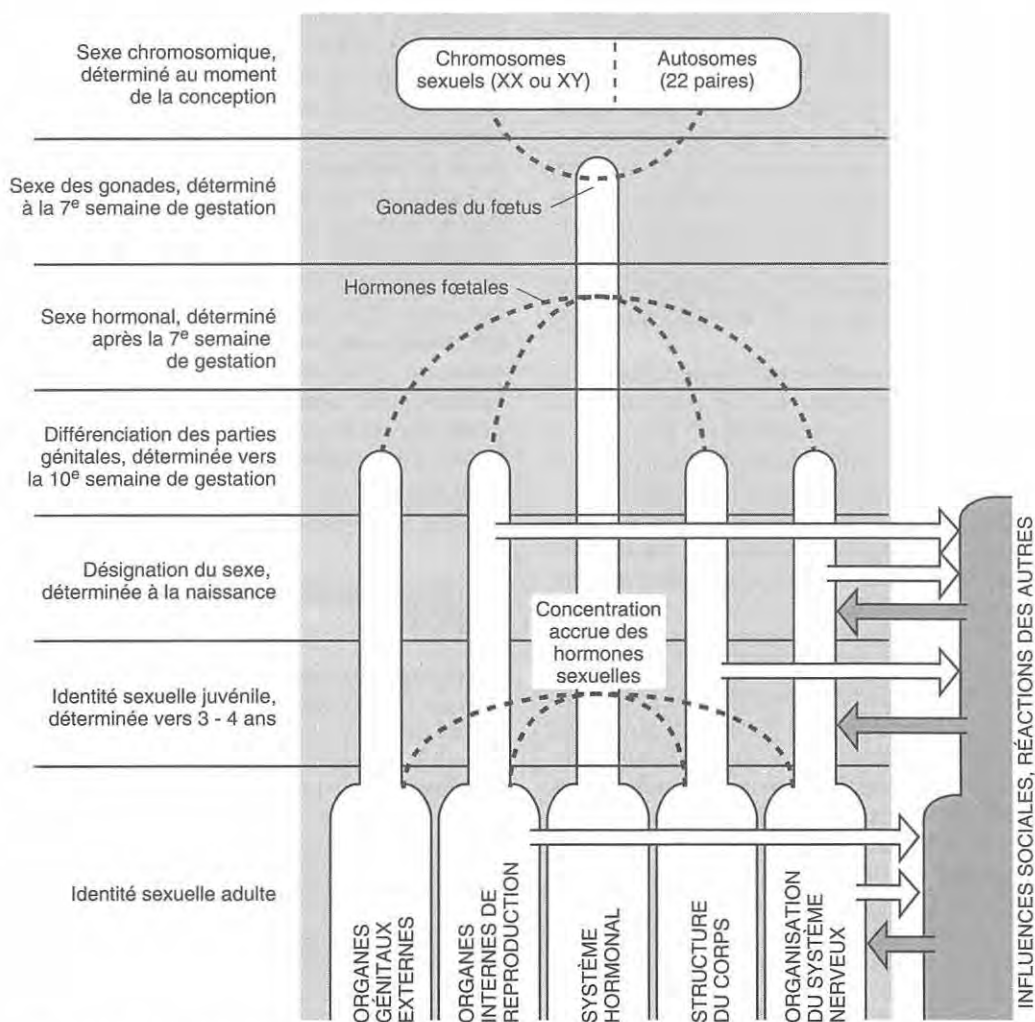 Sexe chromosomique,
déterminé au moment
de la conception
Chromosomes
sexuels (XX ou XY)
Autosomes
(22 paires)
Sexe des gonades, déterminé
à la 7e semaine de gestation
Gonades du fœtus
Sexe hormonal, déterminé
après la 7e semaine
de gestation
Hormones fœtales
Différenciation des parties
génitales, déterminée vers
la 10e semaine de gestation
Désignation du sexe,
déterminée à la naissance
Concentration
accrue des
hormones
sexuelles
Identité sexuelle juvénile,
déterminée vers 3 - 4 ans
Identité sexuelle adulte
ORGANES
GÉNITAUX
EXTERNES
ORGANES
INTERNES DE
REPRODUCTION
SYSTÈME
HORMONAL
STRUCTURE
DU CORPS
ORGANISATION
DU SYSTÈME
NERVEUX
INFLUENCES SOCIALES, RÉACTIONS DES AUTRES